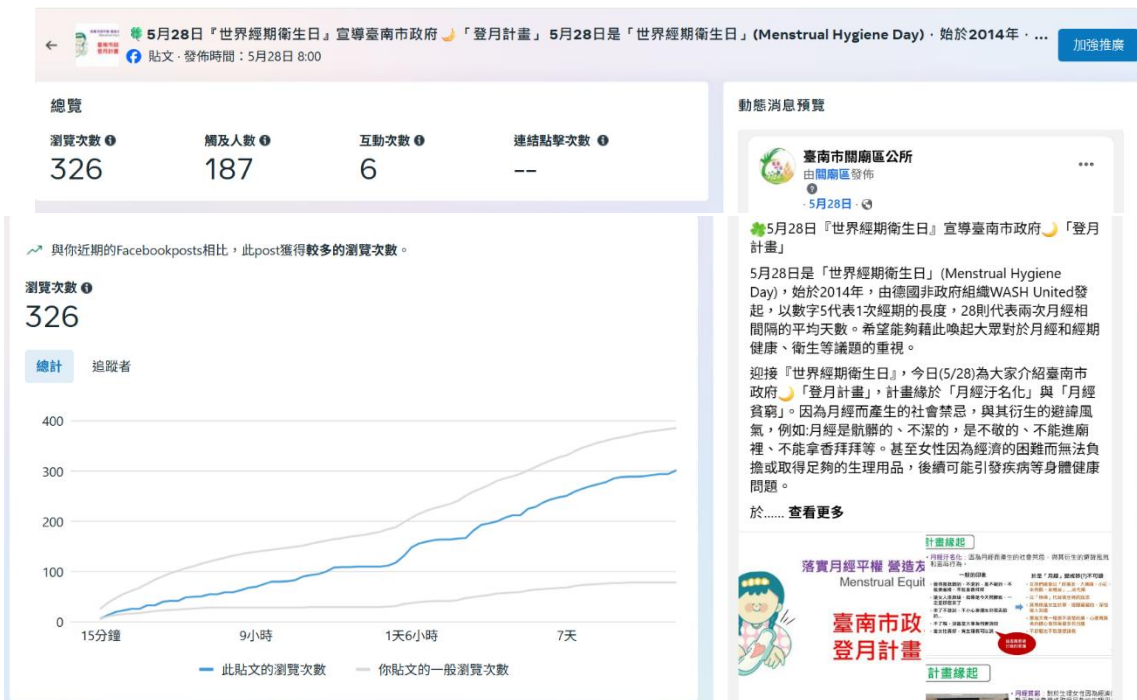 🍀 5月28日『世界經期衛生日』宣導臺南市政府🌙「登月計畫」5月28日是「世界經期衛生日」(Menstrual Hygiene Day)，始於2014年，...
貼文 · 發佈時間：5月28日 8:00
加強推廣
總覽
瀏覽次數
觸及人數
互動次數
連結點擊次數
326
187
6
--
與你近期的Facebookposts相比，此post獲得較多的瀏覽次數。
瀏覽次數
326
總計
追蹤者
400
300
200
100
0
15分鐘
9小時
1天6小時
7天
此貼文的瀏覽次數
你貼文的一般瀏覽次數
動態消息預覽
臺南市關廟區公所
由關廟區發佈
· 5月28日 ·
🍀5月28日『世界經期衛生日』宣導臺南市政府🌙「登月
計畫」
5月28日是「世界經期衛生日」(Menstrual Hygiene
Day)，始於2014年，由德國非政府組織WASH United發
起，以數字5代表1次經期的長度，28則代表兩次月經相
間隔的平均天數。希望能夠藉此喚起大眾對於月經和經期
健康、衛生等議題的重視。
迎接『世界經期衛生日』，今日(5/28)為大家介紹臺南市
政府🌙「登月計畫」，計畫緣於「月經汙名化」與「月經
貧窮」。因為月經而產生的社會禁忌，與其衍生的避諱風
氣，例如:月經是骯髒的、不潔的，是不敬的、不能進廟
裡、不能拿香拜拜等。甚至女性因為經濟的困難而無法負
擔或取得足夠的生理用品，後續可能引發疾病等身體健康
問題。
於...... 查看更多
落實月經平權 營造友
Menstrual Equit
臺南市政
登月計畫
計畫緣起
計畫緣起